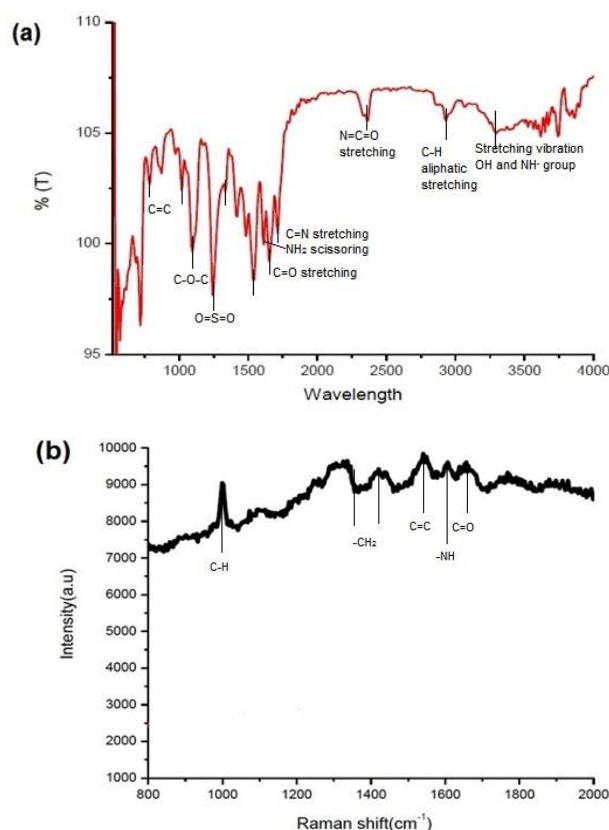 (a)
% (T)
110
105
100
95
C=C
C-O-C
O=S=O
C=N stretching
NH₂ scissoring
C=O stretching
N=C=O
stretching
C-H
aliphatic
stretching
Stretching vibration
OH and NH· group
1000
1500
2000
2500
3000
3500
4000
Wavelength
(b)
Intensity(a.u)
10000
9000
8000
7000
6000
5000
4000
3000
2000
1000
C-H
-CH₂
C=C
-NH
C=O
800
1000
1200
1400
1600
1800
2000
Raman shift(cm⁻¹)